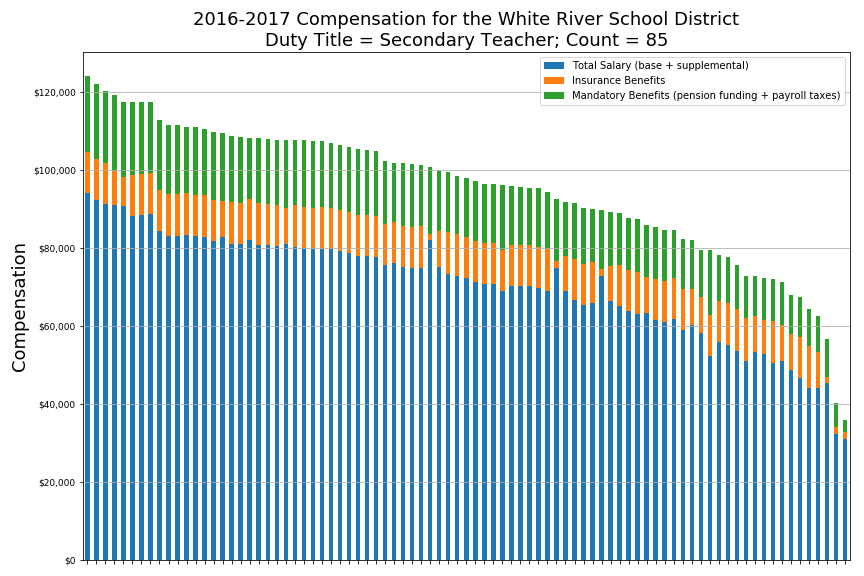 2016-2017 Compensation for the White River School District
Duty Title = Secondary Teacher; Count = 85
Total Salary (base + supplemental)
Insurance Benefits
Mandatory Benefits (pension funding + payroll taxes)
Compensation
$120,000
$100,000
$80,000
$60,000
$40,000
$20,000
$0